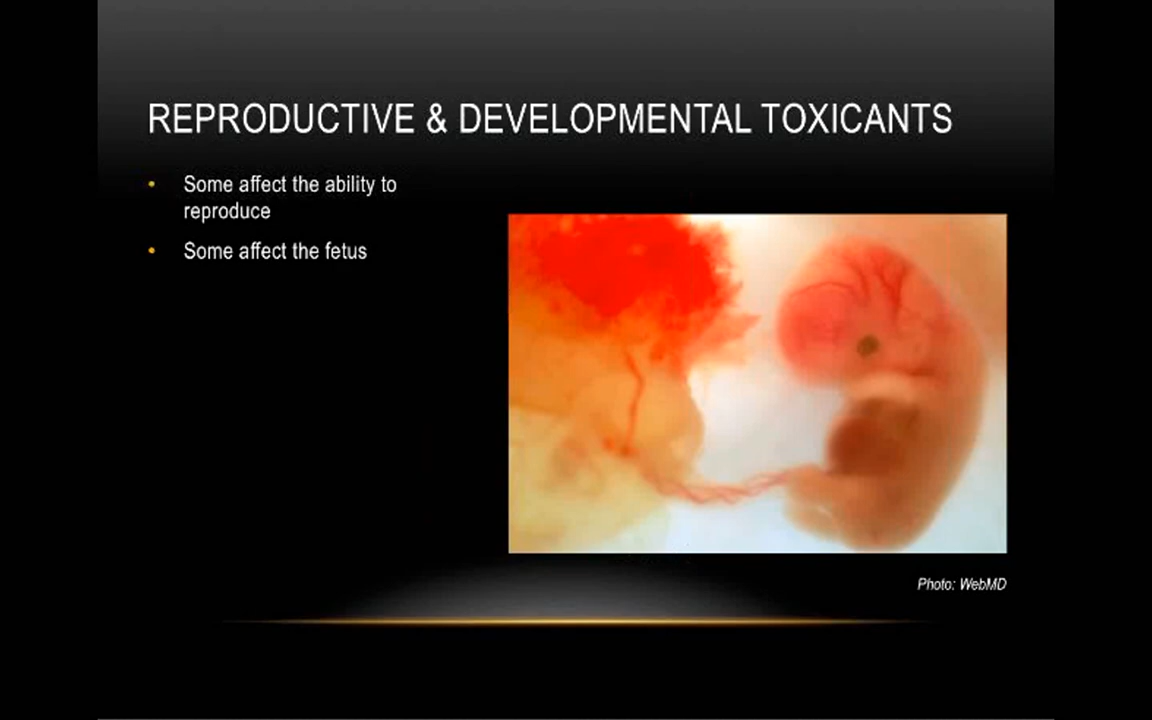 REPRODUCTIVE & DEVELOPMENTAL TOXICANTS
• Some affect the ability to
reproduce
• Some affect the fetus
Photo: WebMD